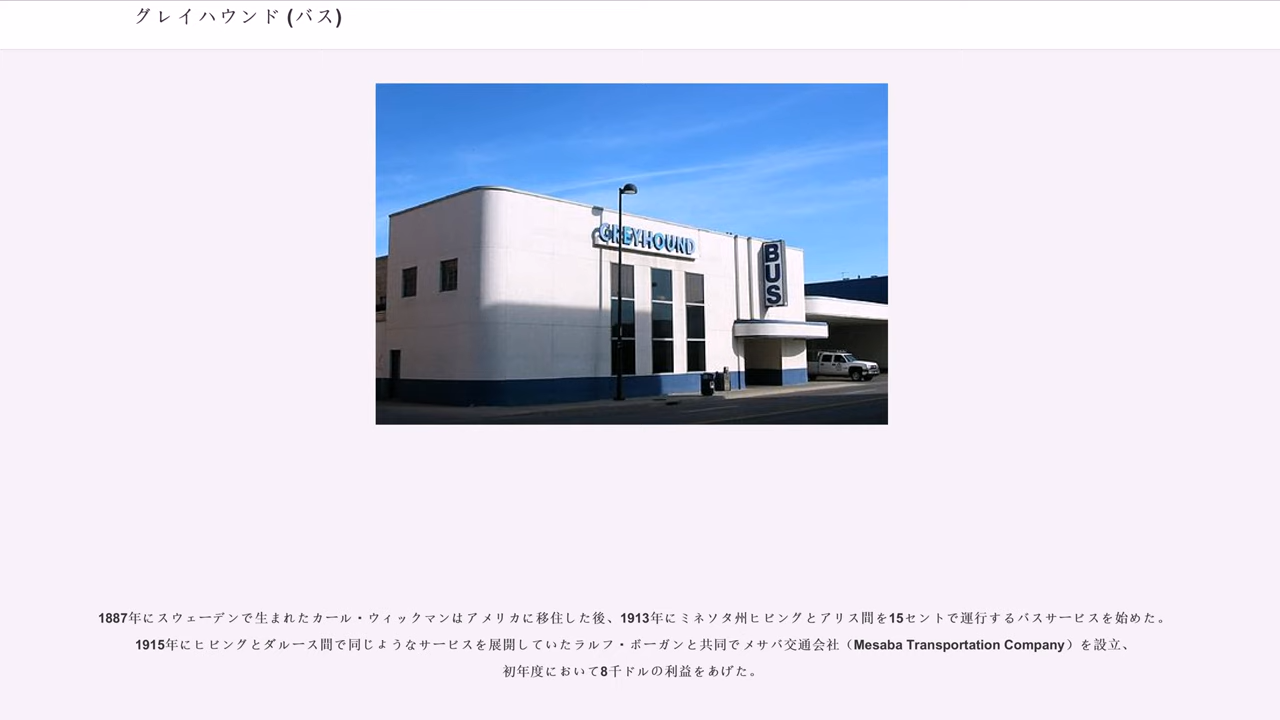 グレイハウンド (バス)
GREYHOUND
BUS
1887年にスウェーデンで生まれたカール・ウィックマンはアメリカに移住した後、1913年にミネソタ州ヒビングとアリス間を15セントで運行するバスサービスを始めた。
1915年にヒビングとダルース間で同じようなサービスを展開していたラルフ・ボーガンと共同でメサバ交通会社（Mesaba Transportation Company）を設立、
初年度において8千ドルの利益をあげた。